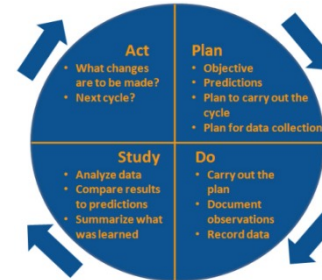 Act
• What changes
are to be made?
• Next cycle?
Plan
• Objective
• Predictions
• Plan to carry out the
cycle
• Plan for data collection
Study
• Analyze data
• Compare results
to predictions
• Summarize what
was learned
Do
• Carry out the
plan
• Document
observations
• Record data